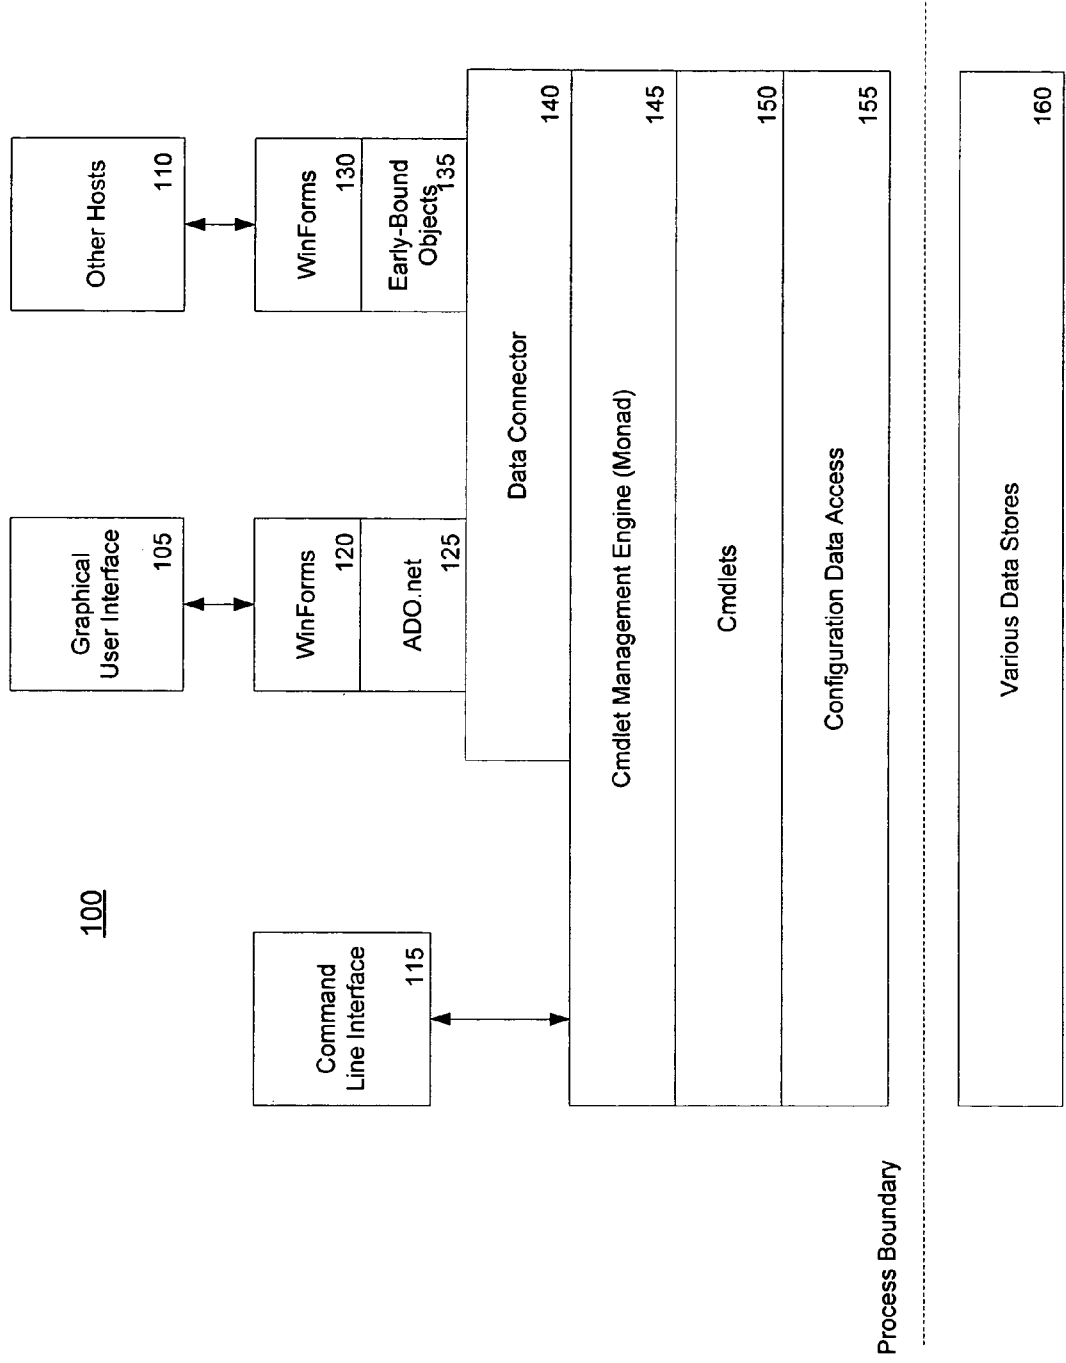 100
Graphical
User Interface
105
Other Hosts
110
Command
Line Interface
115
WinForms
120
ADO.net
125
WinForms
130
Early-Bound
Objects
135
Data Connector
140
Cmdlet Management Engine (Monad)
145
Cmdlets
150
Configuration Data Access
155
Process Boundary
Various Data Stores
160